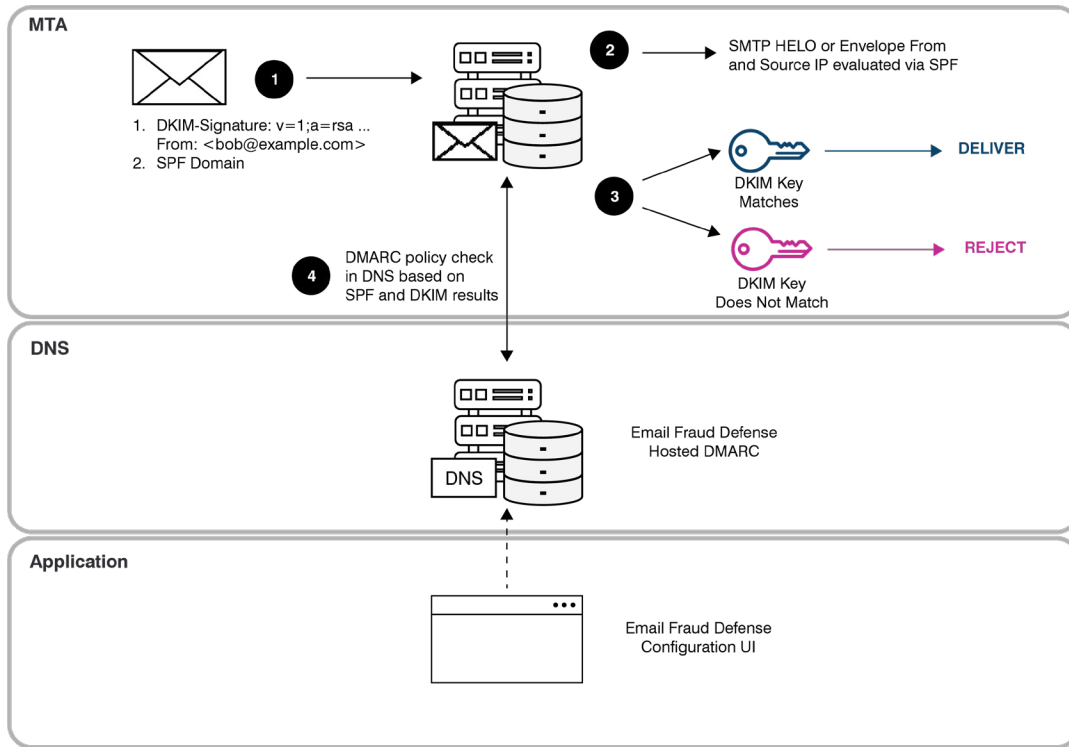 MTA
1
2
SMTP HELO or Envelope From
and Source IP evaluated via SPF
1. DKIM-Signature: v=1;a=rsa ...
From: <bob@example.com>
2. SPF Domain
3
DKIM Key
Matches
DELIVER
DKIM Key
Does Not Match
REJECT
4
DMARC policy check
in DNS based on
SPF and DKIM results
DNS
DNS
Email Fraud Defense
Hosted DMARC
Application
Email Fraud Defense
Configuration UI